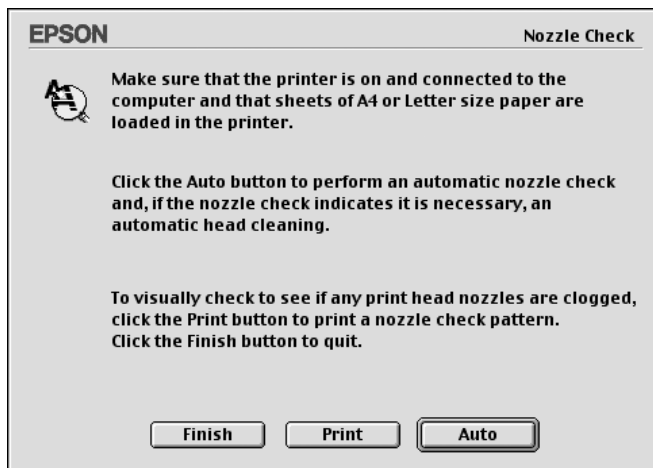 EPSON
Nozzle Check
Make sure that the printer is on and connected to the
computer and that sheets of A4 or Letter size paper are
loaded in the printer.
Click the Auto button to perform an automatic nozzle check
and, if the nozzle check indicates it is necessary, an
automatic head cleaning.
To visually check to see if any print head nozzles are clogged,
click the Print button to print a nozzle check pattern.
Click the Finish button to quit.
Finish
Print
Auto